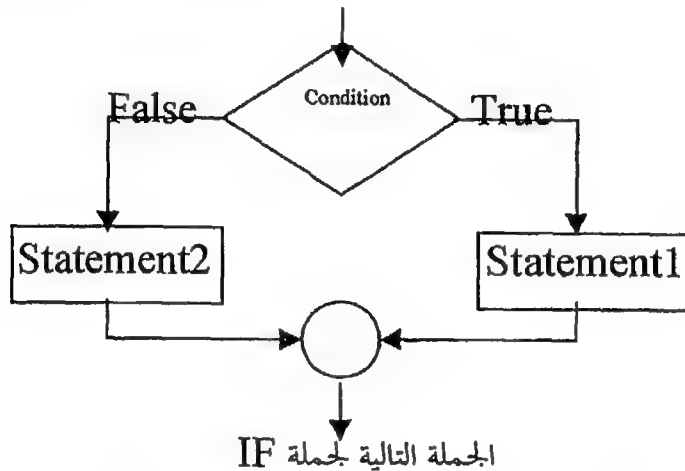 Condition
False
True
Statement2
Statement1
الجملة التالية لجملة IF